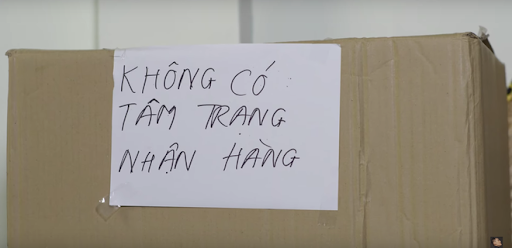 KHÔNG CÓ
TÂM TRẠNG
NHẬN HÀNG